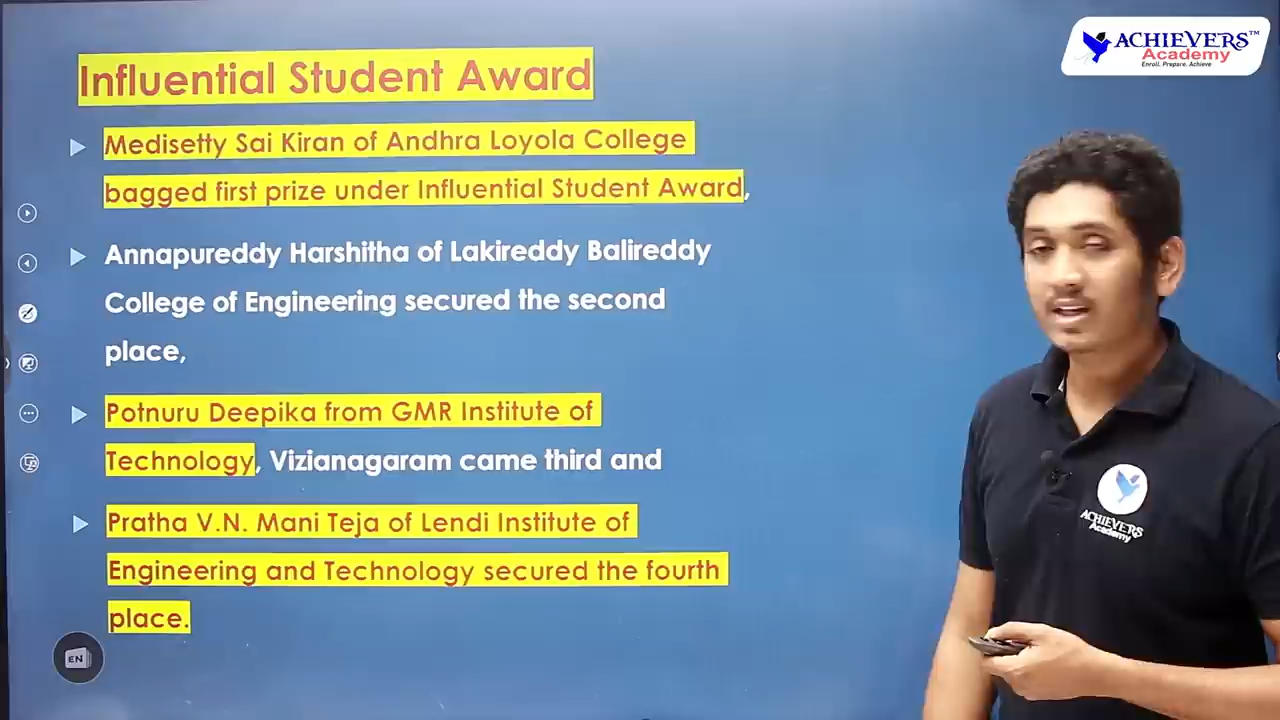 ACHIEVERS™
Academy
Enroll. Prepare. Achieve
Influential Student Award
Medisetty Sai Kiran of Andhra Loyola College
bagged first prize under Influential Student Award,
Annapureddy Harshitha of Lakireddy Balireddy
College of Engineering secured the second
place,
Potnuru Deepika from GMR Institute of
Technology, Vizianagaram came third and
Pratha V.N. Mani Teja of Lendi Institute of
Engineering and Technology secured the fourth
place.
EN
ACHIEVERS
Academy